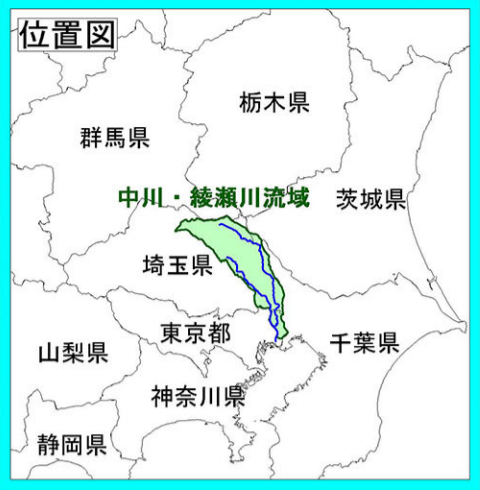 位置図
栃木県
群馬県
中川・綾瀬川流域
茨城県
埼玉県
東京都
千葉県
山梨県
神奈川県
静岡県